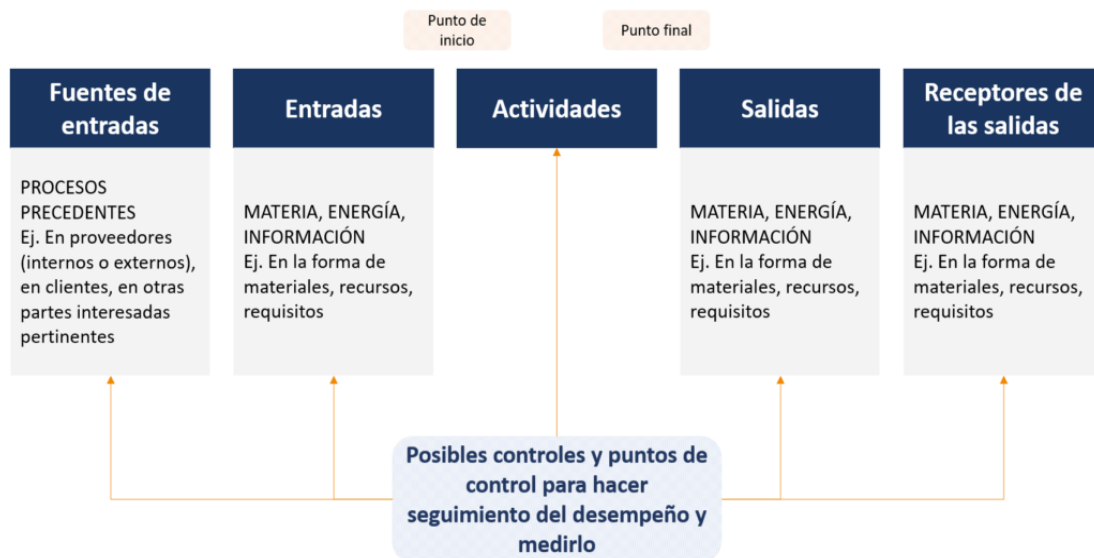 Punto de
inicio
Punto final
Fuentes de
entradas
Entradas
Actividades
Salidas
Receptores de
las salidas
PROCESOS
PRECEDENTES
Ej. En proveedores
(internos o externos),
en clientes, en otras
partes interesadas
pertinentes
MATERIA, ENERGÍA,
INFORMACIÓN
Ej. En la forma de
materiales, recursos,
requisitos
MATERIA, ENERGÍA,
INFORMACIÓN
Ej. En la forma de
materiales, recursos,
requisitos
MATERIA, ENERGÍA,
INFORMACIÓN
Ej. En la forma de
materiales, recursos,
requisitos
Posibles controles y puntos de
control para hacer
seguimiento del desempeño y
medirlo